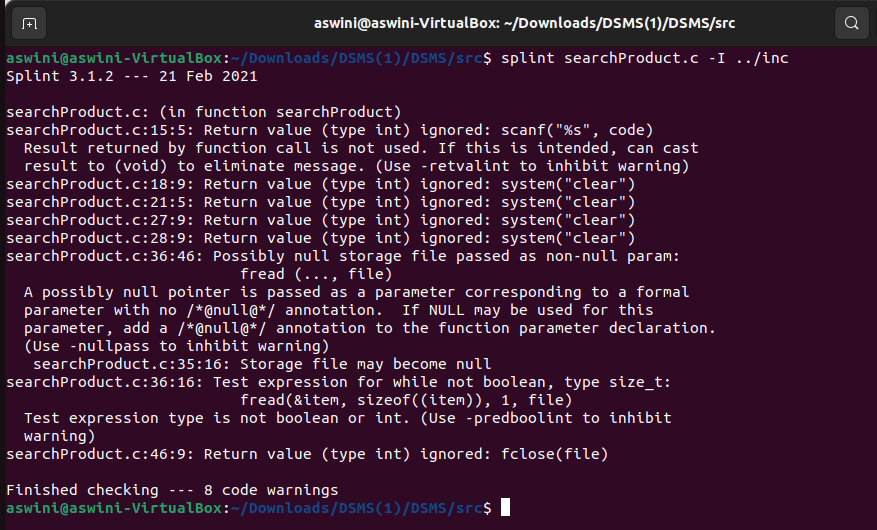 aswini@aswini-VirtualBox: ~/Downloads/DSMS(1)/DSMS/src
aswini@aswini-VirtualBox:~/Downloads/DSMS(1)/DSMS/src$ splint searchProduct.c -I ../inc
Splint 3.1.2 --- 21 Feb 2021

searchProduct.c: (in function searchProduct)
searchProduct.c:15:5: Return value (type int) ignored: scanf("%s", code)
  Result returned by function call is not used. If this is intended, can cast
  result to (void) to eliminate message. (Use -retvalint to inhibit warning)
searchProduct.c:18:9: Return value (type int) ignored: system("clear")
searchProduct.c:21:5: Return value (type int) ignored: system("clear")
searchProduct.c:27:9: Return value (type int) ignored: system("clear")
searchProduct.c:28:9: Return value (type int) ignored: system("clear")
searchProduct.c:36:46: Possibly null storage file passed as non-null param:
                          fread (..., file)
  A possibly null pointer is passed as a parameter corresponding to a formal
  parameter with no /*@null@*/ annotation.  If NULL may be used for this
  parameter, add a /*@null@*/ annotation to the function parameter declaration.
  (Use -nullpass to inhibit warning)
   searchProduct.c:35:16: Storage file may become null
searchProduct.c:36:16: Test expression for while not boolean, type size_t:
                          fread(&item, sizeof((item)), 1, file)
  Test expression type is not boolean or int. (Use -predboolint to inhibit
  warning)
searchProduct.c:46:9: Return value (type int) ignored: fclose(file)

Finished checking --- 8 code warnings
aswini@aswini-VirtualBox:~/Downloads/DSMS(1)/DSMS/src$